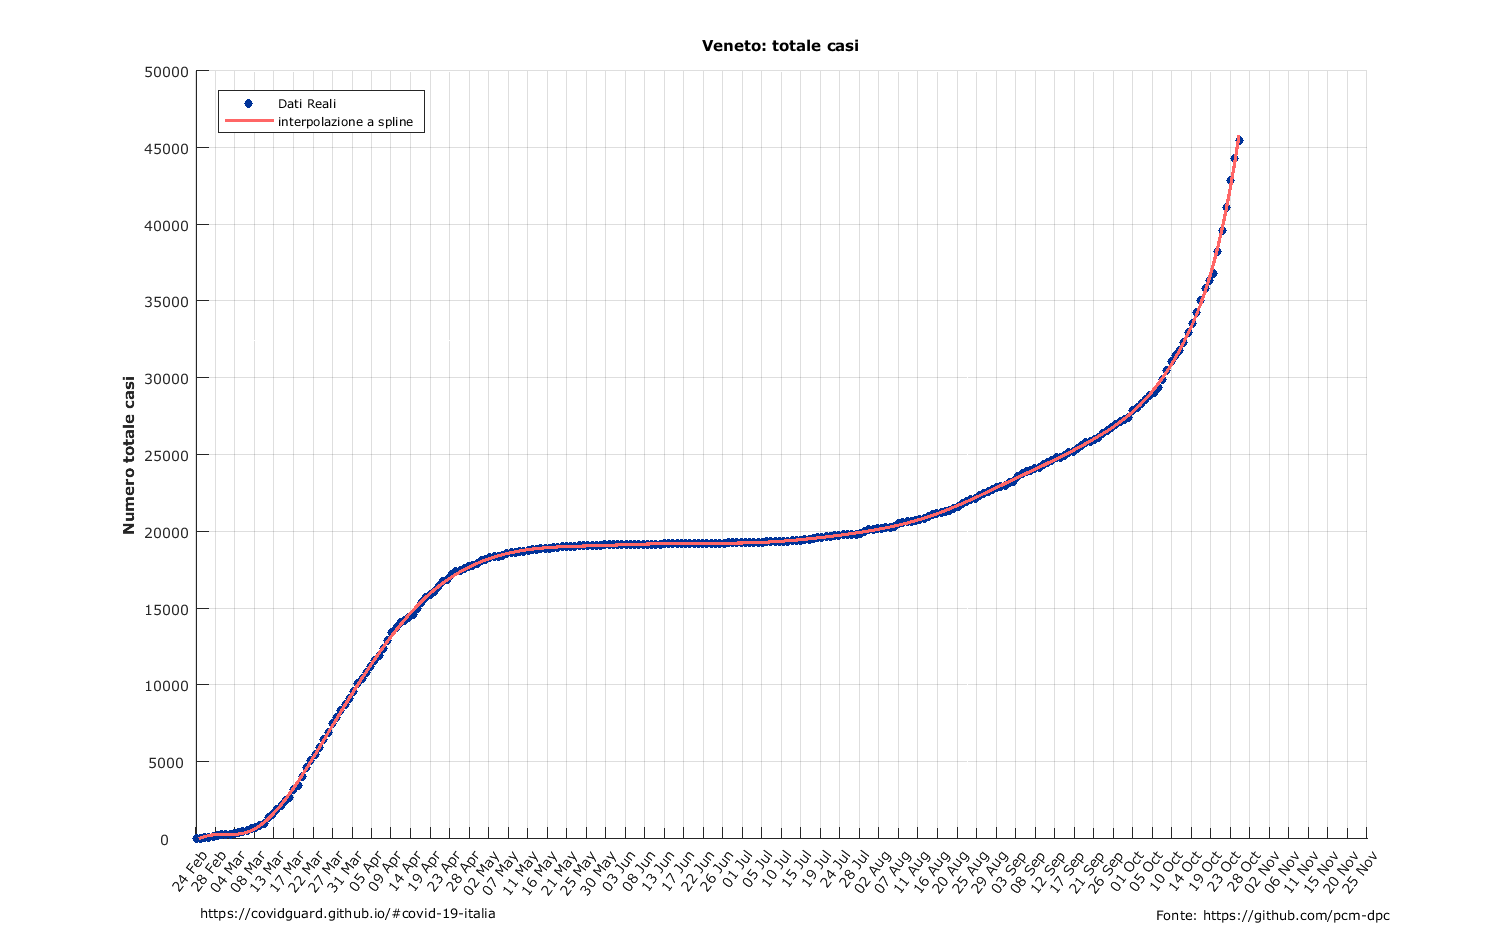 Veneto: totale casi
50000
45000
40000
35000
30000
25000
20000
15000
10000
5000
0
Numero totale casi
Dati Reali
interpolazione a spline
24 Feb
28 Feb
04 Mar
08 Mar
13 Mar
17 Mar
22 Mar
27 Mar
31 Mar
05 Apr
09 Apr
14 Apr
19 Apr
23 Apr
28 Apr
02 May
07 May
11 May
16 May
21 May
25 May
30 May
03 Jun
08 Jun
13 Jun
17 Jun
22 Jun
26 Jun
01 Jul
05 Jul
10 Jul
15 Jul
19 Jul
24 Jul
28 Jul
02 Aug
07 Aug
11 Aug
16 Aug
20 Aug
25 Aug
29 Aug
03 Sep
08 Sep
12 Sep
17 Sep
21 Sep
26 Sep
01 Oct
05 Oct
10 Oct
14 Oct
19 Oct
23 Oct
28 Oct
02 Nov
06 Nov
11 Nov
15 Nov
20 Nov
25 Nov
https://covidguard.github.io/#covid-19-italia
Fonte: https://github.com/pcm-dpc